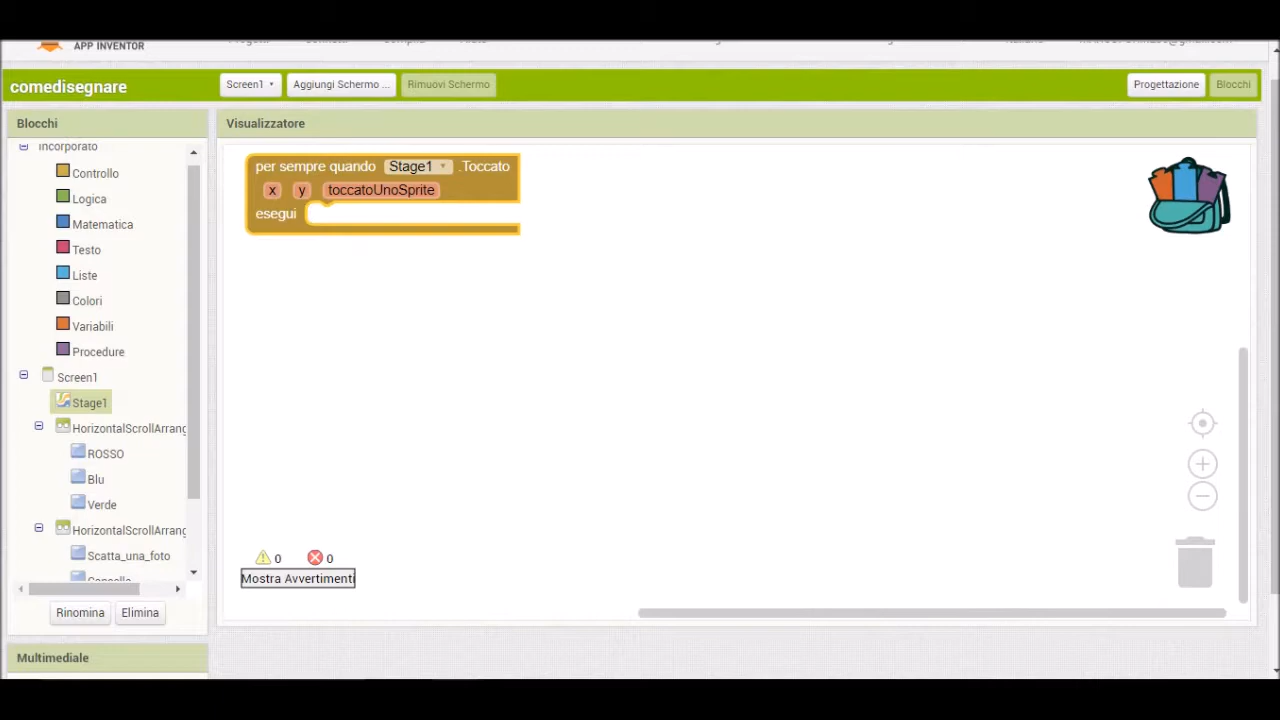 APP INVENTOR
comedisegnare
Screen1
Aggiungi Schermo ...
Rimuovi Schermo
Progettazione
Blocchi
Blocchi
Visualizzatore
Incorporato
Controllo
Logica
Matematica
Testo
Liste
Colori
Variabili
Procedure
Screen1
Stage1
HorizontalScrollArrang
ROSSO
Blu
Verde
HorizontalScrollArrang
Scatta_una_foto
Rinomina
Elimina
Multimediale
per sempre quando Stage1 .Toccato
x y toccatoUnoSprite
esegui
0 0
Mostra Avvertimenti